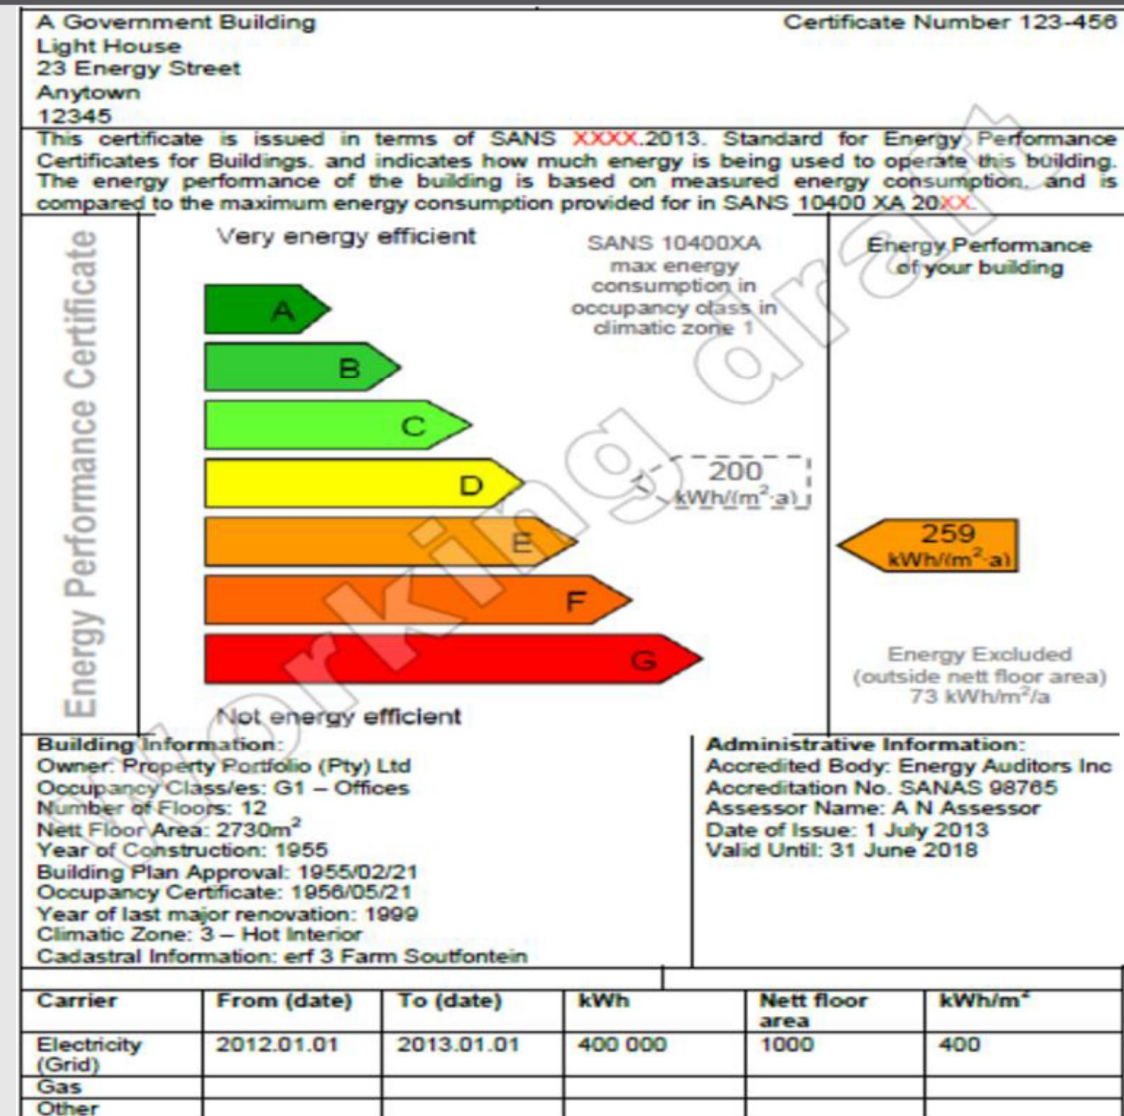 A Government Building
Certificate Number 123-456
Light House
23 Energy Street
Anytown
12345
This certificate is issued in terms of SANS XXXX.2013. Standard for Energy Performance
Certificates for Buildings. and indicates how much energy is being used to operate this building.
The energy performance of the building is based on measured energy consumption. and is
compared to the maximum energy consumption provided for in SANS 10400 XA 20XX.
Energy Performance Certificate
Very energy efficient
A
B
C
D
E
F
G
Not energy efficient
SANS 10400XA
max energy
consumption in
occupancy class in
climatic zone 1
200
kWh/(m²·a)
Energy Performance
of your building
259
kWh/(m²·a)
Energy Excluded
(outside nett floor area)
73 kWh/m²/a
Working draft
Building Information:
Owner: Property Portfolio (Pty) Ltd
Occupancy Class/es: G1 – Offices
Number of Floors: 12
Nett Floor Area: 2730m²
Year of Construction: 1955
Building Plan Approval: 1955/02/21
Occupancy Certificate: 1956/05/21
Year of last major renovation: 1999
Climatic Zone: 3 – Hot Interior
Cadastral Information: erf 3 Farm Soutfontein
Administrative Information:
Accredited Body: Energy Auditors Inc
Accreditation No. SANAS 98765
Assessor Name: A N Assessor
Date of Issue: 1 July 2013
Valid Until: 31 June 2018
Carrier From (date) To (date) kWh Nett floor area kWh/m²
Electricity (Grid) 2012.01.01 2013.01.01 400 000 1000 400
Gas
Other